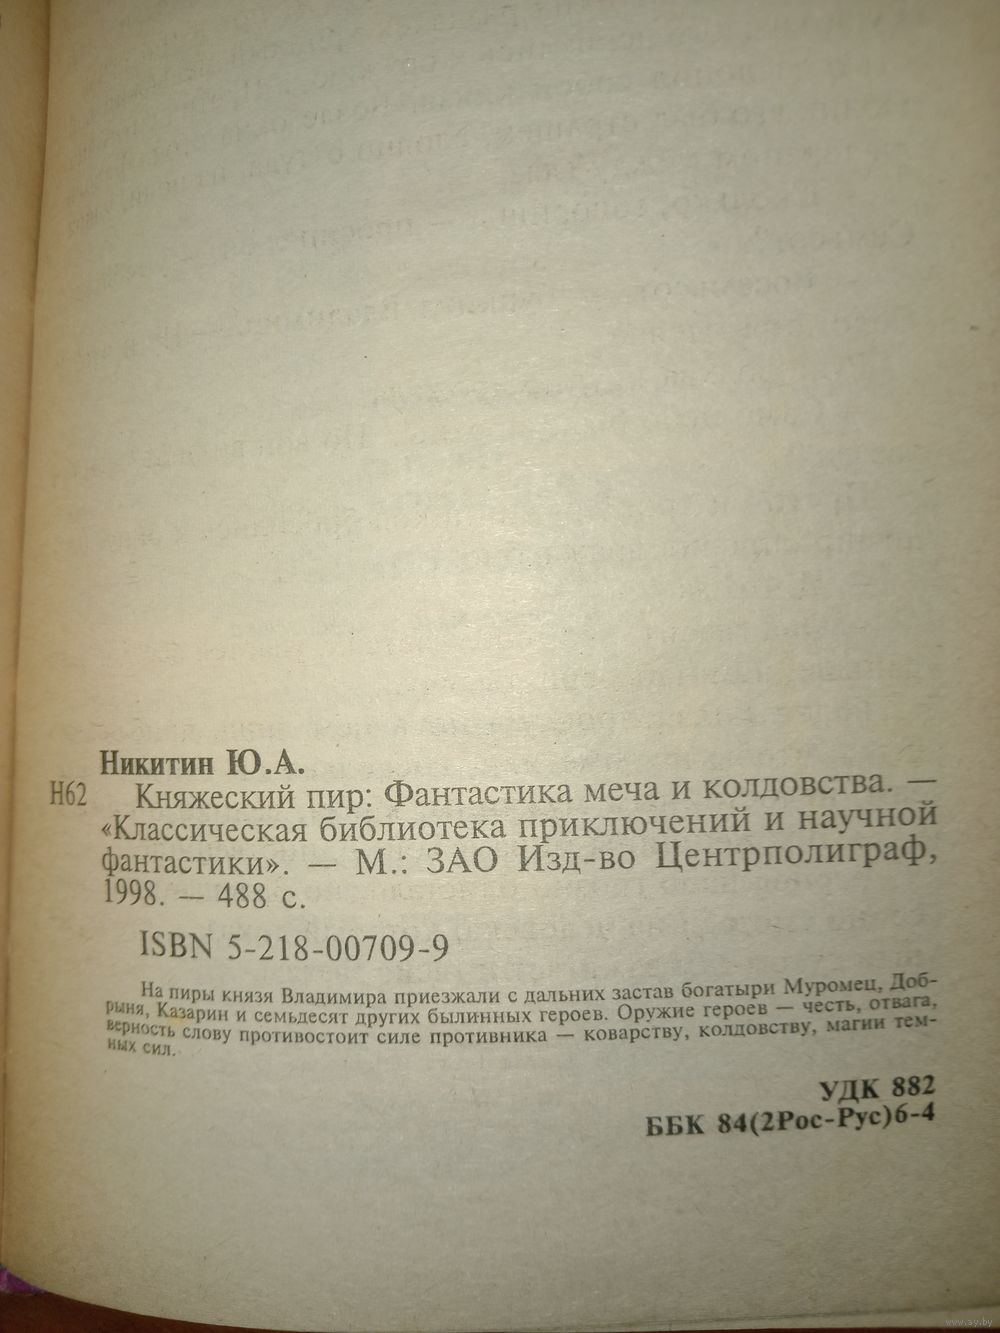 Никитин Ю.А.
Н62 Княжеский пир: Фантастика меча и колдовства. —
«Классическая библиотека приключений и научной
фантастики». — М.: ЗАО Изд-во Центрполиграф,
1998. — 488 с.
ISBN 5-218-00709-9
На пиры князя Владимира приезжали с дальних застав богатыри Муромец, Доб-
рыня, Казарин и семьдесят других былинных героев. Оружие героев — честь, отвага,
верность слову противостоит силе противника — коварству, колдовству, магии тем-
ных сил.
УДК 882
ББК 84(2Рос-Рус)6-4
www.ay.by